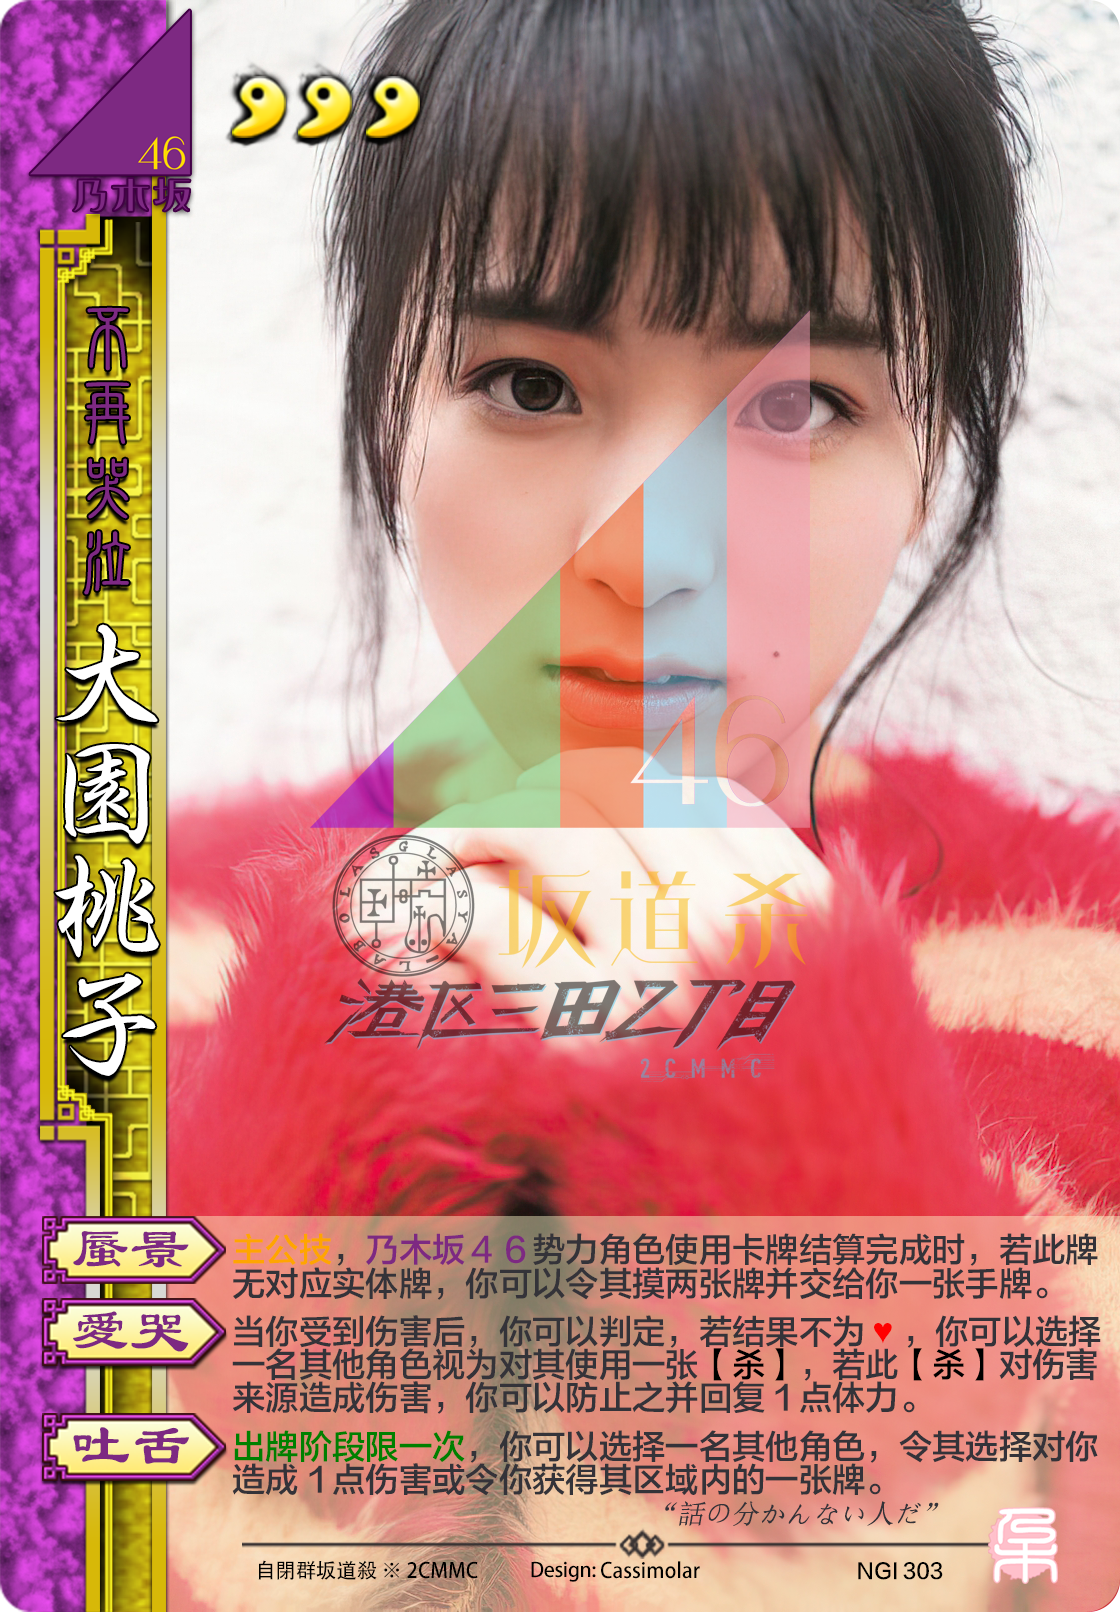 46
乃木坂
不再哭泣
大園桃子
46
GLASYA-LABOLAS
坂道杀
港区三田2丁目
2CMMC
蜃景
主公技，乃木坂４６势力角色使用卡牌结算完成时，若此牌
无对应实体牌，你可以令其摸两张牌并交给你一张手牌。
愛哭
当你受到伤害后，你可以判定，若结果不为♥，你可以选择
一名其他角色视为对其使用一张【杀】，若此【杀】对伤害
来源造成伤害，你可以防止之并回复１点体力。
吐舌
出牌阶段限一次，你可以选择一名其他角色，令其选择对你
造成１点伤害或令你获得其区域内的一张牌。
“話の分かんない人だ”
自閉群坂道殺 ※ 2CMMC Design: Cassimolar NGI 303